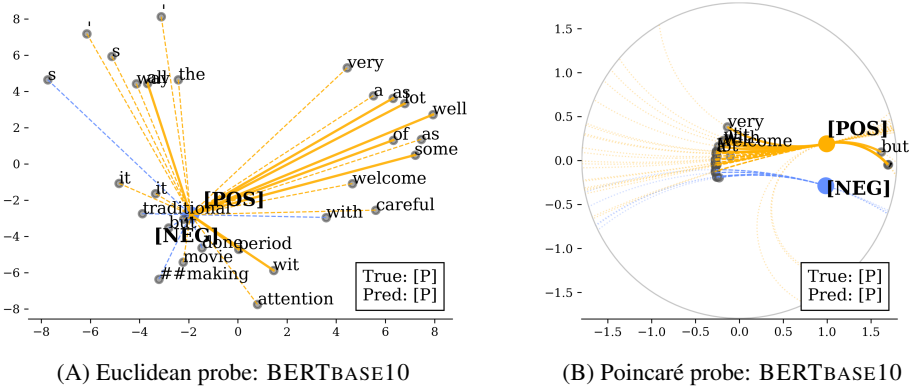 8
6
4
2
0
−2
−4
−6
−8
−8
−6
−4
−2
0
2
4
6
8
'
'
s
s
way
all
the
very
a
as
lot
well
of
as
some
welcome
careful
with
it
it
traditional
[POS]
but
[NEG]
done
period
movie
wit
##making
attention
True: [P]
Pred: [P]
(A) Euclidean probe: BERTBASE10
1.5
1.0
0.5
0.0
−0.5
−1.0
−1.5
−1.5
−1.0
−0.5
0.0
0.5
1.0
1.5
very
with
welcome
lot
[POS]
but
[NEG]
True: [P]
Pred: [P]
(B) Poincaré probe: BERTBASE10